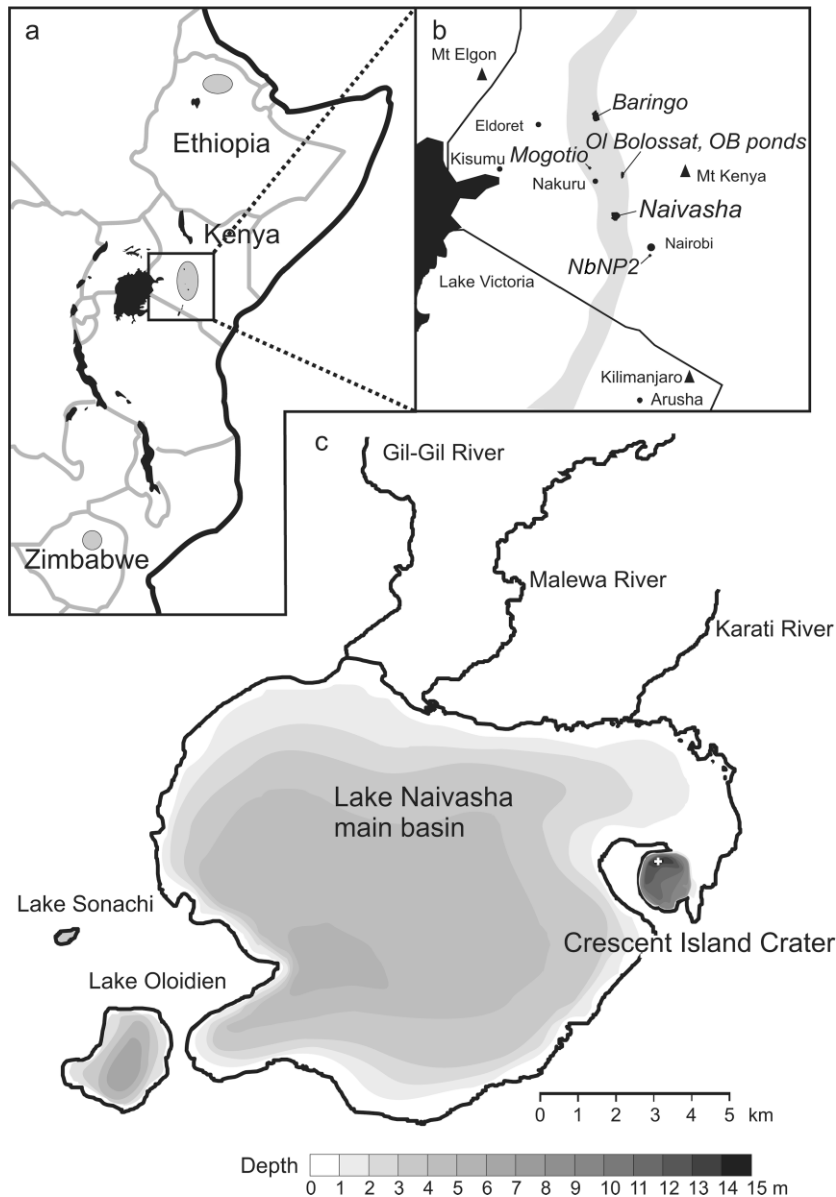 a
Ethiopia
Kenya
Zimbabwe
b
Mt Elgon
Baringo
Eldoret
Ol Bolossat, OB ponds
Kisumu
Mogotio
Mt Kenya
Nakuru
Naivasha
Nairobi
NbNP2
Lake Victoria
Kilimanjaro
Arusha
c
Gil-Gil River
Malewa River
Karati River
Lake Naivasha
main basin
Lake Sonachi
Crescent Island Crater
Lake Oloidien
0 1 2 3 4 5 km
Depth
0 1 2 3 4 5 6 7 8 9 10 11 12 13 14 15 m